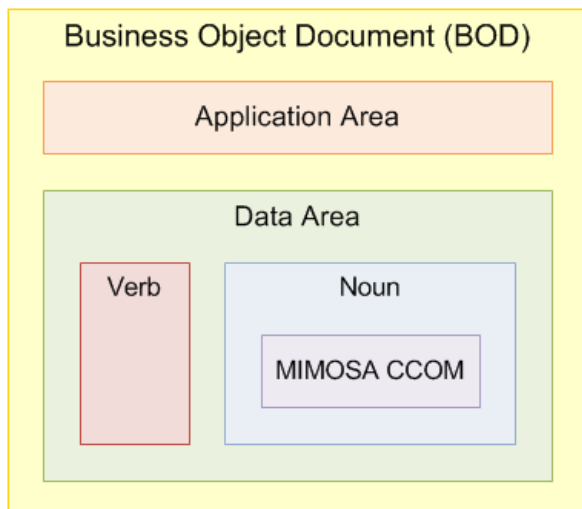 Business Object Document (BOD)
Application Area
Data Area
Verb
Noun
MIMOSA CCOM